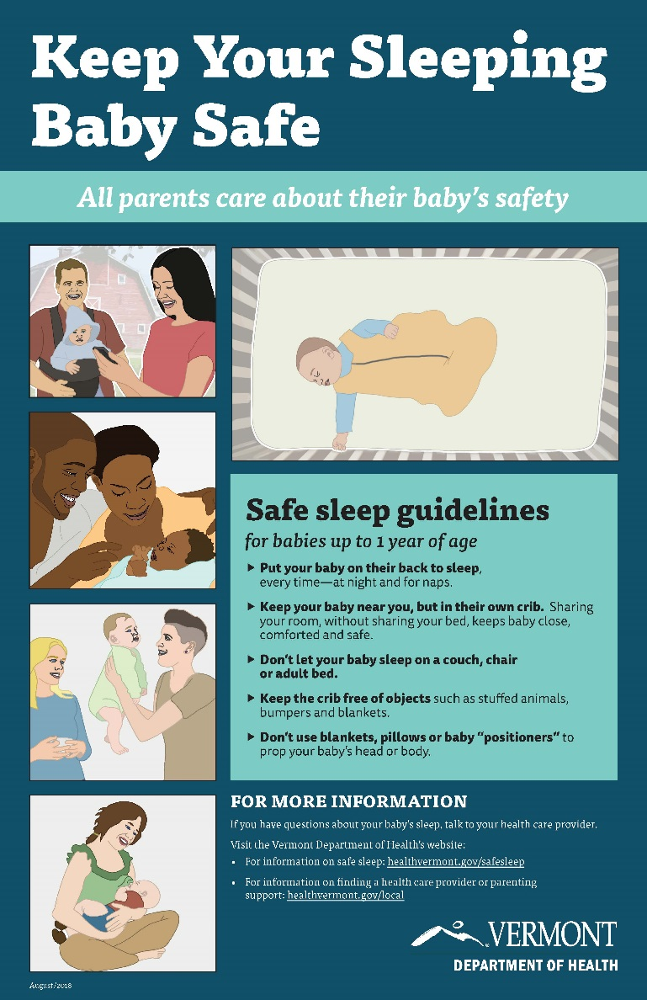 Keep Your Sleeping
Baby Safe
All parents care about their baby's safety
Safe sleep guidelines
for babies up to 1 year of age
▶ Put your baby on their back to sleep,
every time—at night and for naps.
▶ Keep your baby near you, but in their own crib. Sharing
your room, without sharing your bed, keeps baby close,
comforted and safe.
▶ Don't let your baby sleep on a couch, chair
or adult bed.
▶ Keep the crib free of objects such as stuffed animals,
bumpers and blankets.
▶ Don't use blankets, pillows or baby "positioners" to
prop your baby's head or body.
FOR MORE INFORMATION
If you have questions about your baby's sleep, talk to your health care provider.
Visit the Vermont Department of Health's website:
• For information on safe sleep: healthvermont.gov/safesleep
• For information on finding a health care provider or parenting
support: healthvermont.gov/local
VERMONT
DEPARTMENT OF HEALTH
August/2018